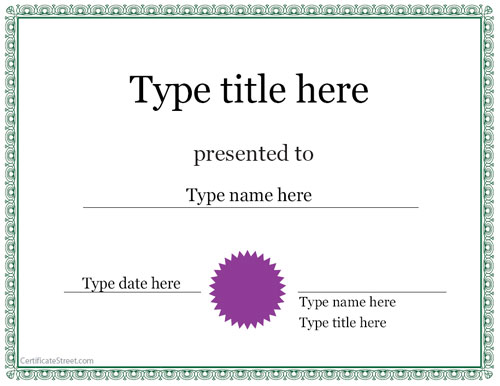 Type title here
presented to
Type name here
Type date here
Type name here
Type title here
CertificateStreet.com